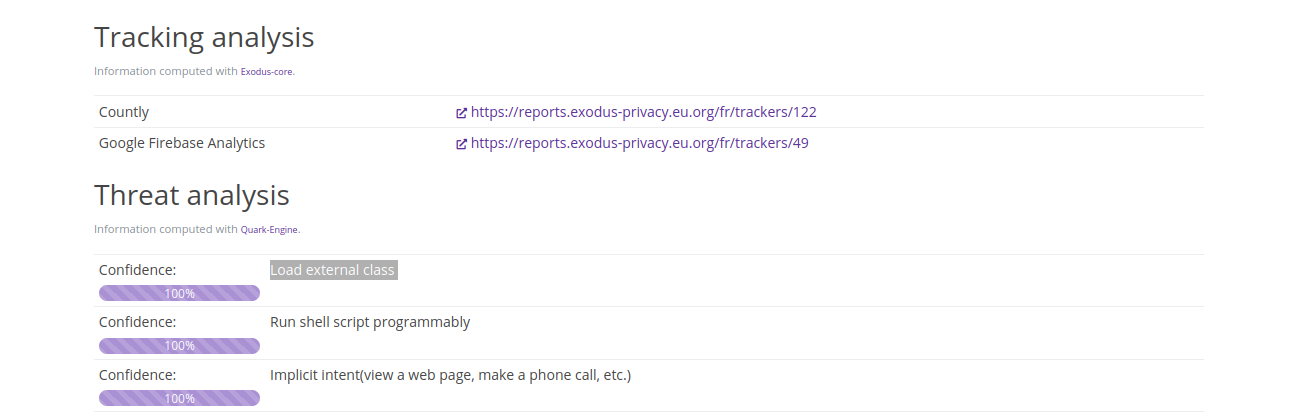 Tracking analysis
Information computed with Exodus-core.
Countly https://reports.exodus-privacy.eu.org/fr/trackers/122
Google Firebase Analytics https://reports.exodus-privacy.eu.org/fr/trackers/49
Threat analysis
Information computed with Quark-Engine.
Confidence: Load external class
100%
Confidence: Run shell script programmably
100%
Confidence: Implicit intent(view a web page, make a phone call, etc.)
100%